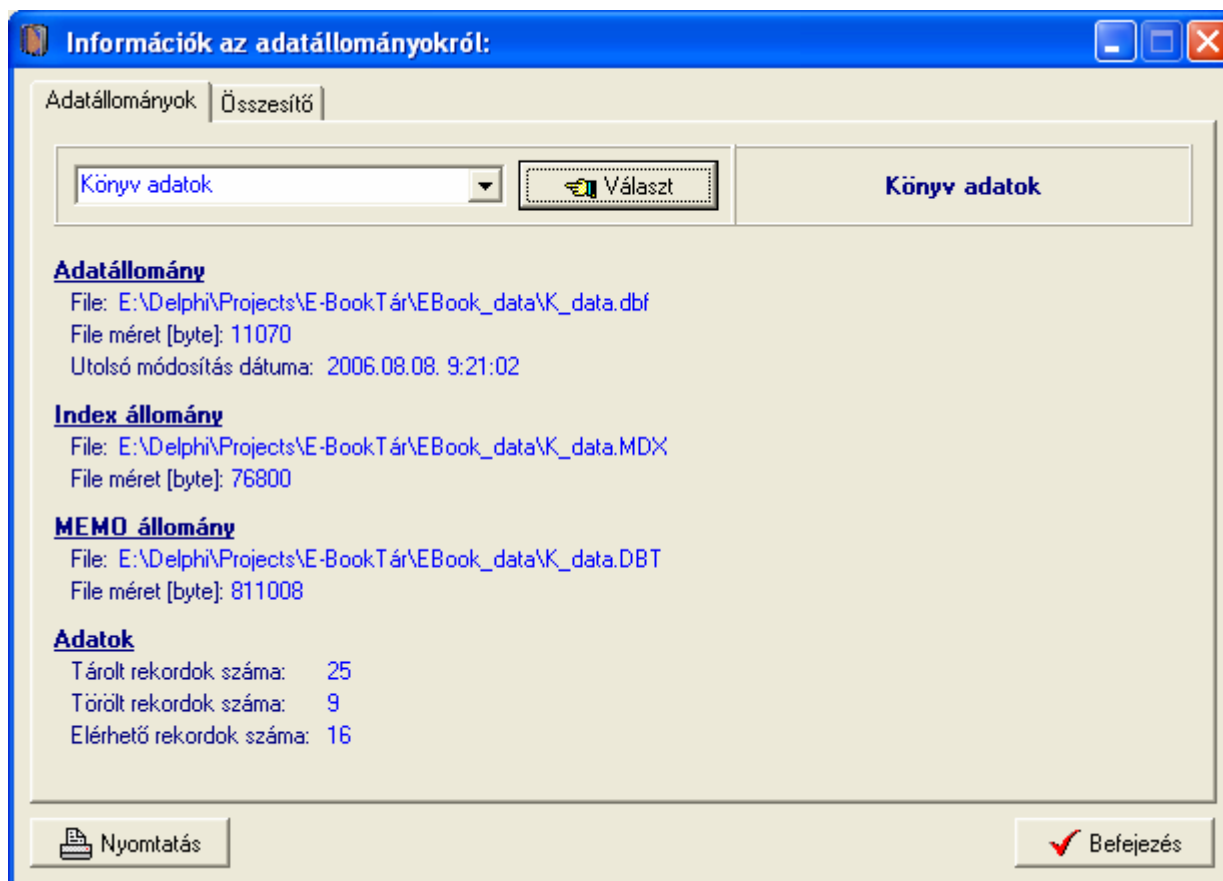 Információk az adatállományokról:
Adatállományok
Összesítő
Könyv adatok
Választ
Könyv adatok
Adatállomány
File: E:\Delphi\Projects\E-BookTár\EBook_data\K_data.dbf
File méret [byte]: 11070
Utolsó módosítás dátuma: 2006.08.08. 9:21:02
Index állomány
File: E:\Delphi\Projects\E-BookTár\EBook_data\K_data.MDX
File méret [byte]: 76800
MEMO állomány
File: E:\Delphi\Projects\E-BookTár\EBook_data\K_data.DBT
File méret [byte]: 811008
Adatok
Tárolt rekordok száma: 25
Törölt rekordok száma: 9
Elérhető rekordok száma: 16
Nyomtatás
Befejezés